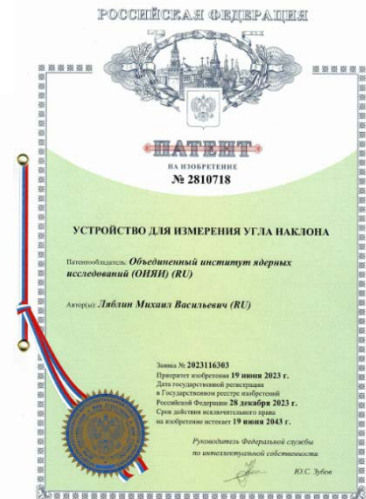 РОССИЙСКАЯ ФЕДЕРАЦИЯ
ПАТЕНТ
НА ИЗОБРЕТЕНИЕ
№ 2810718
УСТРОЙСТВО ДЛЯ ИЗМЕРЕНИЯ УГЛА НАКЛОНА
Патентообладатель: Объединенный институт ядерных
исследований (ОИЯИ) (RU)
Автор(ы): Ляблин Михаил Васильевич (RU)
Заявка № 2023116303
Приоритет изобретения 19 июня 2023 г.
Дата государственной регистрации
в Государственном реестре изобретений
Российской Федерации 28 декабря 2023 г.
Срок действия исключительного права
на изобретение истекает 19 июня 2043 г.
Руководитель Федеральной службы
по интеллектуальной собственности
Ю.С. Зубов